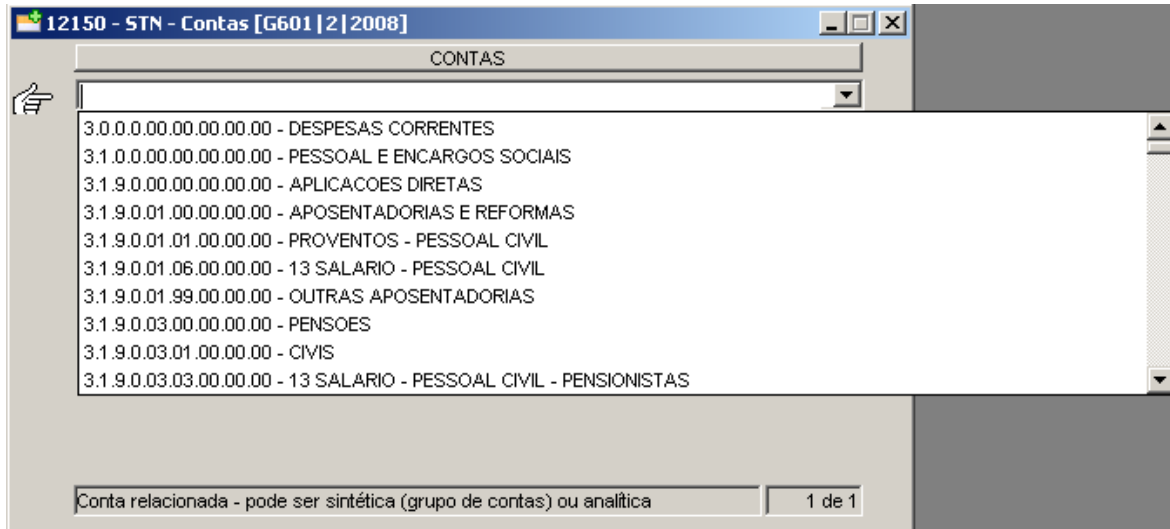 12150 - STN - Contas [G601|2|2008]
CONTAS
3.0.0.0.00.00.00.00.00 - DESPESAS CORRENTES
3.1.0.0.00.00.00.00.00 - PESSOAL E ENCARGOS SOCIAIS
3.1.9.0.00.00.00.00.00 - APLICACOES DIRETAS
3.1.9.0.01.00.00.00.00 - APOSENTADORIAS E REFORMAS
3.1.9.0.01.01.00.00.00 - PROVENTOS - PESSOAL CIVIL
3.1.9.0.01.06.00.00.00 - 13 SALARIO - PESSOAL CIVIL
3.1.9.0.01.99.00.00.00 - OUTRAS APOSENTADORIAS
3.1.9.0.03.00.00.00.00 - PENSOES
3.1.9.0.03.01.00.00.00 - CIVIS
3.1.9.0.03.03.00.00.00 - 13 SALARIO - PESSOAL CIVIL - PENSIONISTAS
Conta relacionada - pode ser sintética (grupo de contas) ou analítica
1 de 1